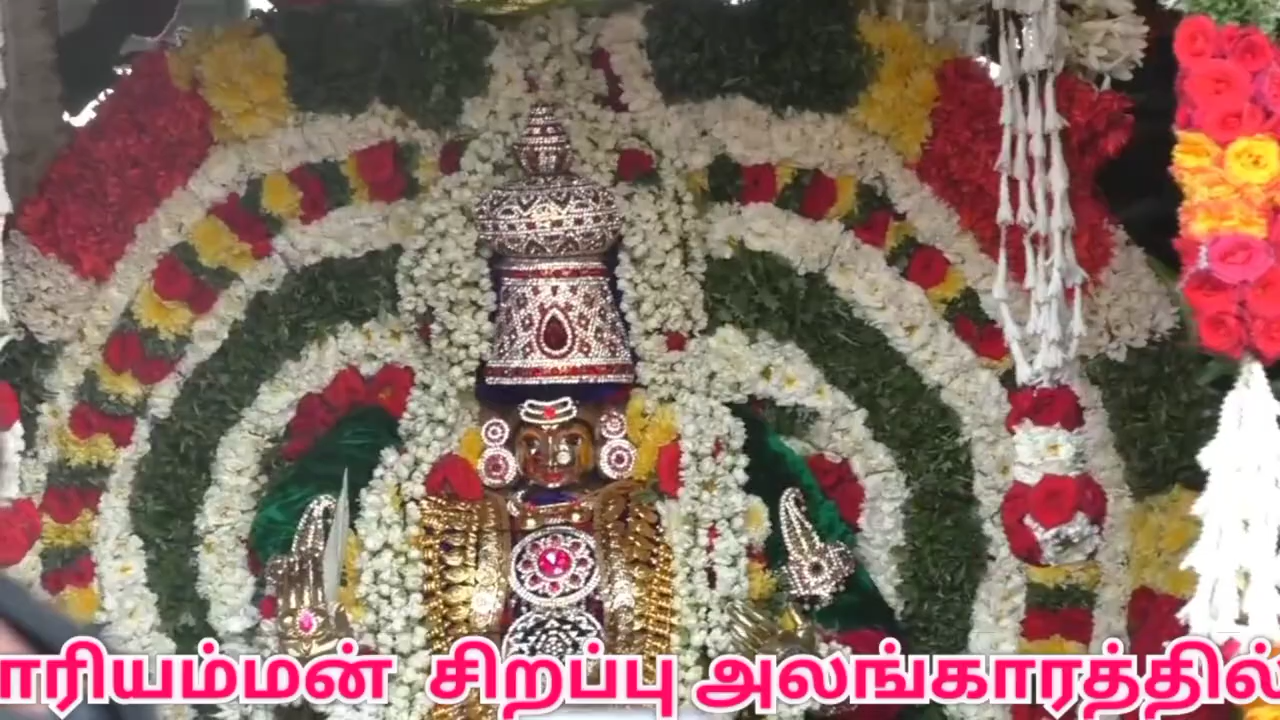 ாரியம்மன் சிறப்பு அலங்காரத்தில்